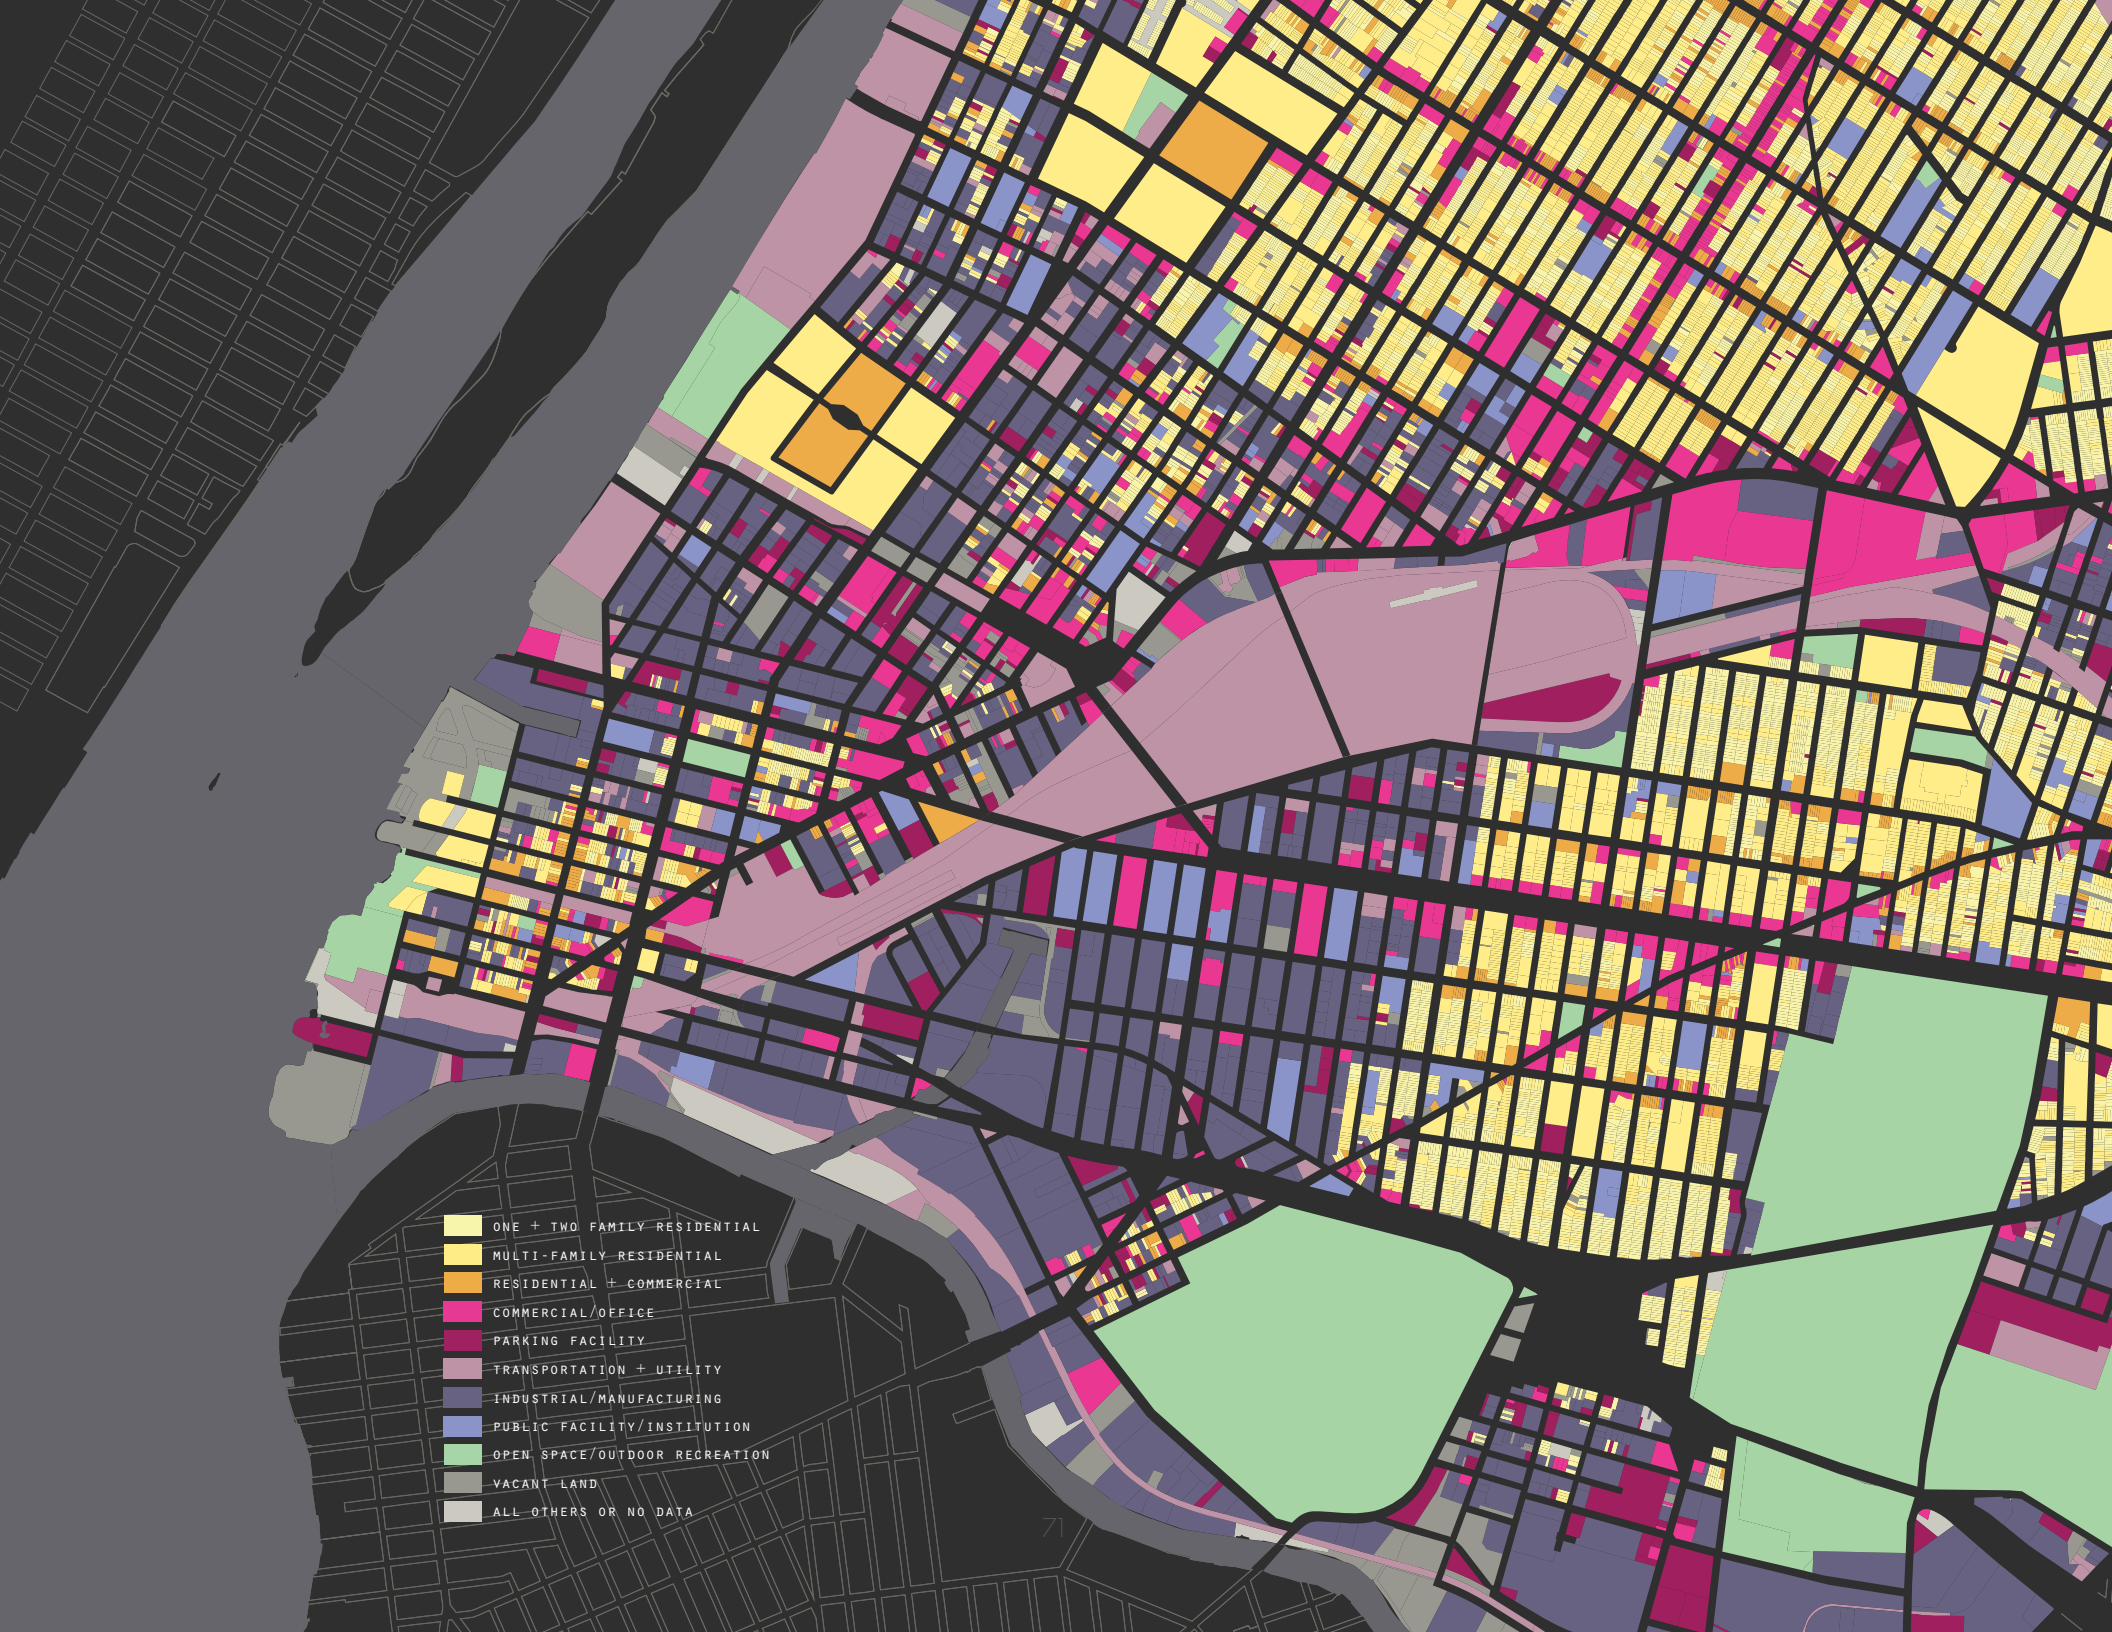 ONE + TWO FAMILY RESIDENTIAL
MULTI-FAMILY RESIDENTIAL
RESIDENTIAL + COMMERCIAL
COMMERCIAL/OFFICE
PARKING FACILITY
TRANSPORTATION + UTILITY
INDUSTRIAL/MANUFACTURING
PUBLIC FACILITY/INSTITUTION
OPEN SPACE/OUTDOOR RECREATION
VACANT LAND
ALL OTHERS OR NO DATA